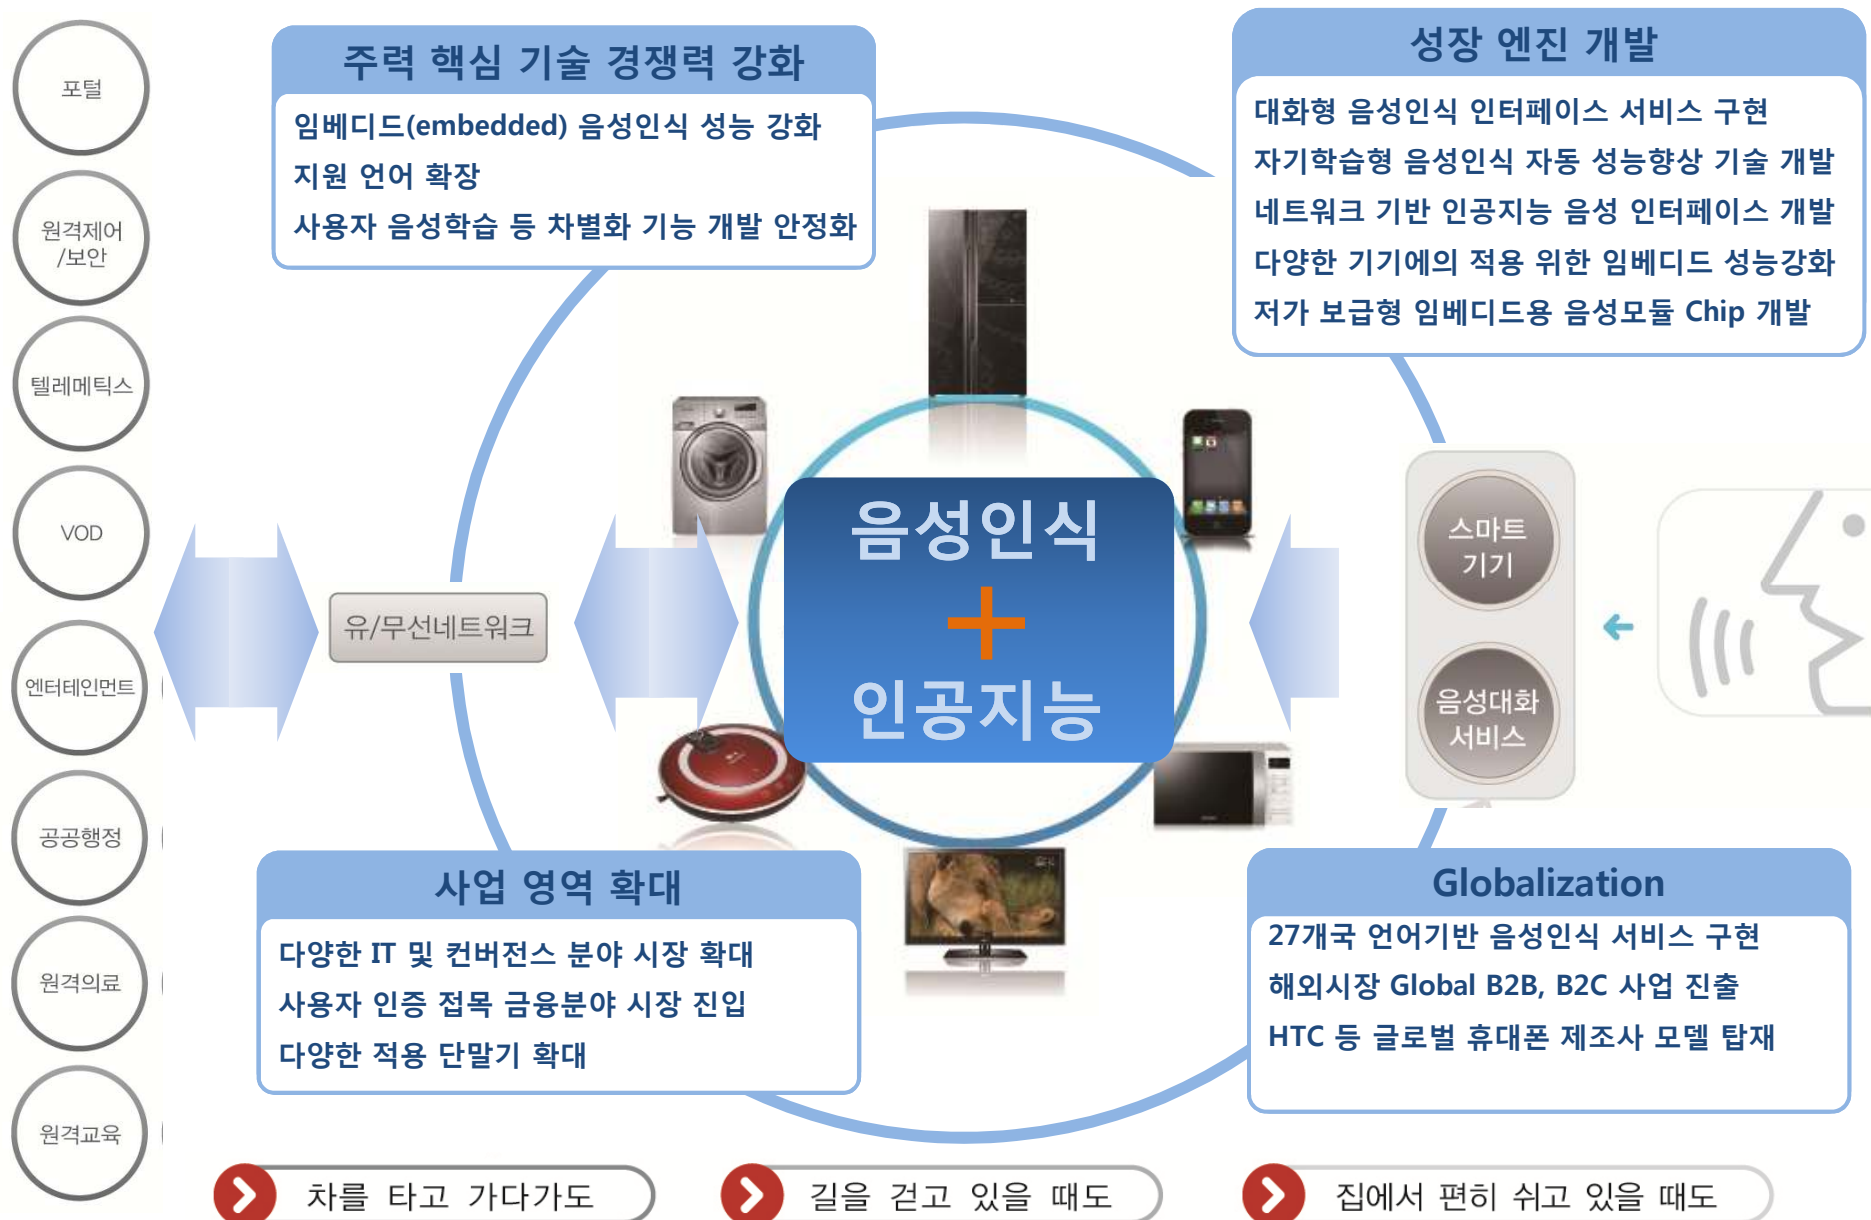 포털
원격제어
/보안
텔레메틱스
VOD
엔터테인먼트
공공행정
원격의료
원격교육
주력 핵심 기술 경쟁력 강화
임베디드(embedded) 음성인식 성능 강화
지원 언어 확장
사용자 음성학습 등 차별화 기능 개발 안정화
성장 엔진 개발
대화형 음성인식 인터페이스 서비스 구현
자기학습형 음성인식 자동 성능향상 기술 개발
네트워크 기반 인공지능 음성 인터페이스 개발
다양한 기기에의 적용 위한 임베디드 성능강화
저가 보급형 임베디드용 음성모듈 Chip 개발
유/무선네트워크
음성인식
+
인공지능
스마트
기기
음성대화
서비스
사업 영역 확대
다양한 IT 및 컨버전스 분야 시장 확대
사용자 인증 접목 금융분야 시장 진입
다양한 적용 단말기 확대
Globalization
27개국 언어기반 음성인식 서비스 구현
해외시장 Global B2B, B2C 사업 진출
HTC 등 글로벌 휴대폰 제조사 모델 탑재
차를 타고 가다가도
길을 걷고 있을 때도
집에서 편히 쉬고 있을 때도